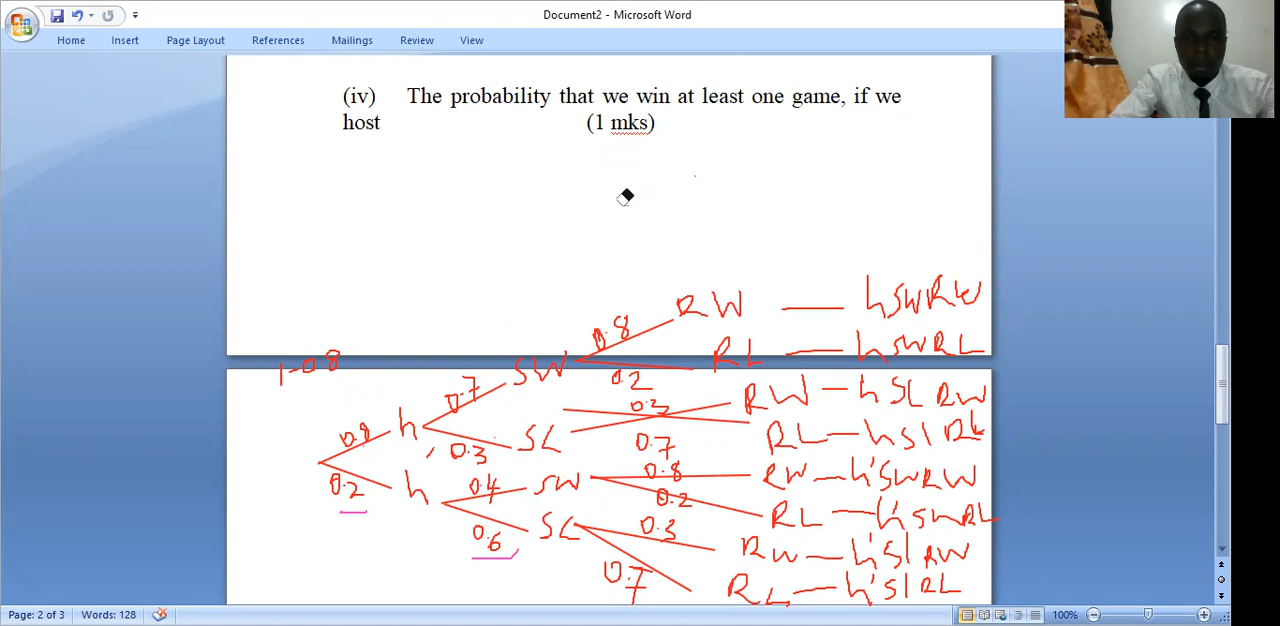 Document2 - Microsoft Word
Home Insert Page Layout References Mailings Review View
(iv) The probability that we win at least one game, if we
host (1 mks)
RW — hSWRW
0.8
RL — hSWRL
1-0.8
SW
0.2
0.7
RW — hSLRW
0.3
0.8 h
RL — hSLRL
0.3 SL
0.7
0.8
RW — h'SWRW
0.2 h 0.4 SW
0.2
RL — h'SWRL
0.6 SL
0.3
RW — h'SLRW
0.7
RL — h'SLRL
Page: 2 of 3 Words: 128 100%